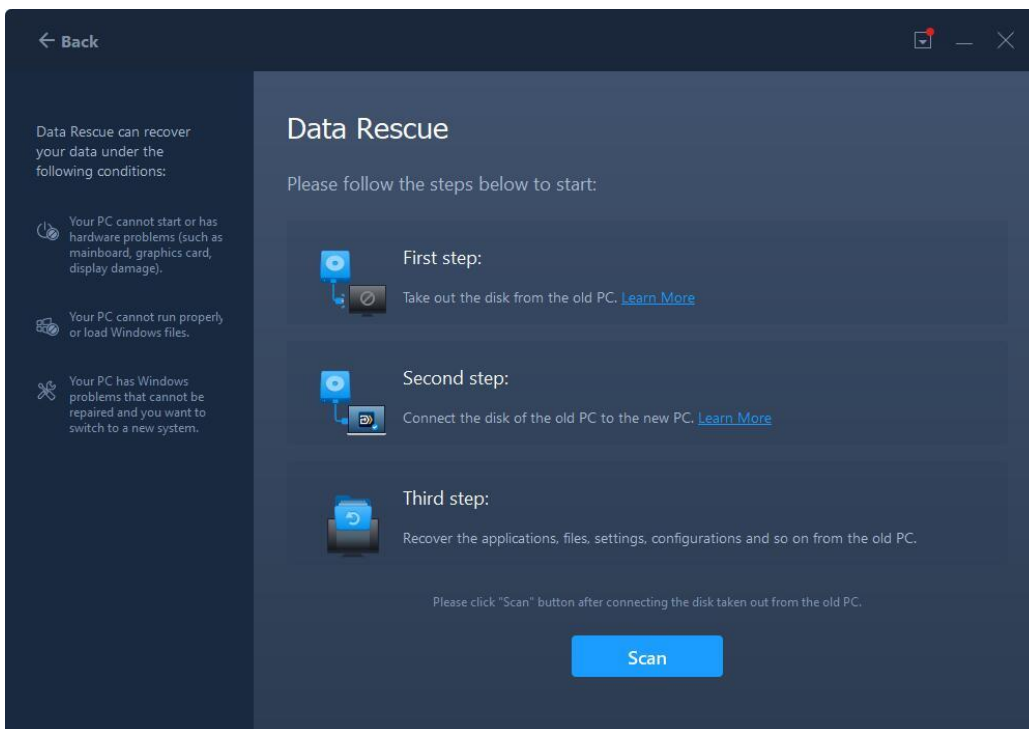 Back
Data Rescue can recover
your data under the
following conditions:
Your PC cannot start or has
hardware problems (such as
mainboard, graphics card,
display damage).
Your PC cannot run properly
or load Windows files.
Your PC has Windows
problems that cannot be
repaired and you want to
switch to a new system.
Data Rescue
Please follow the steps below to start:
First step:
Take out the disk from the old PC. Learn More
Second step:
Connect the disk of the old PC to the new PC. Learn More
Third step:
Recover the applications, files, settings, configurations and so on from the old PC.
Please click "Scan" button after connecting the disk taken out from the old PC.
Scan